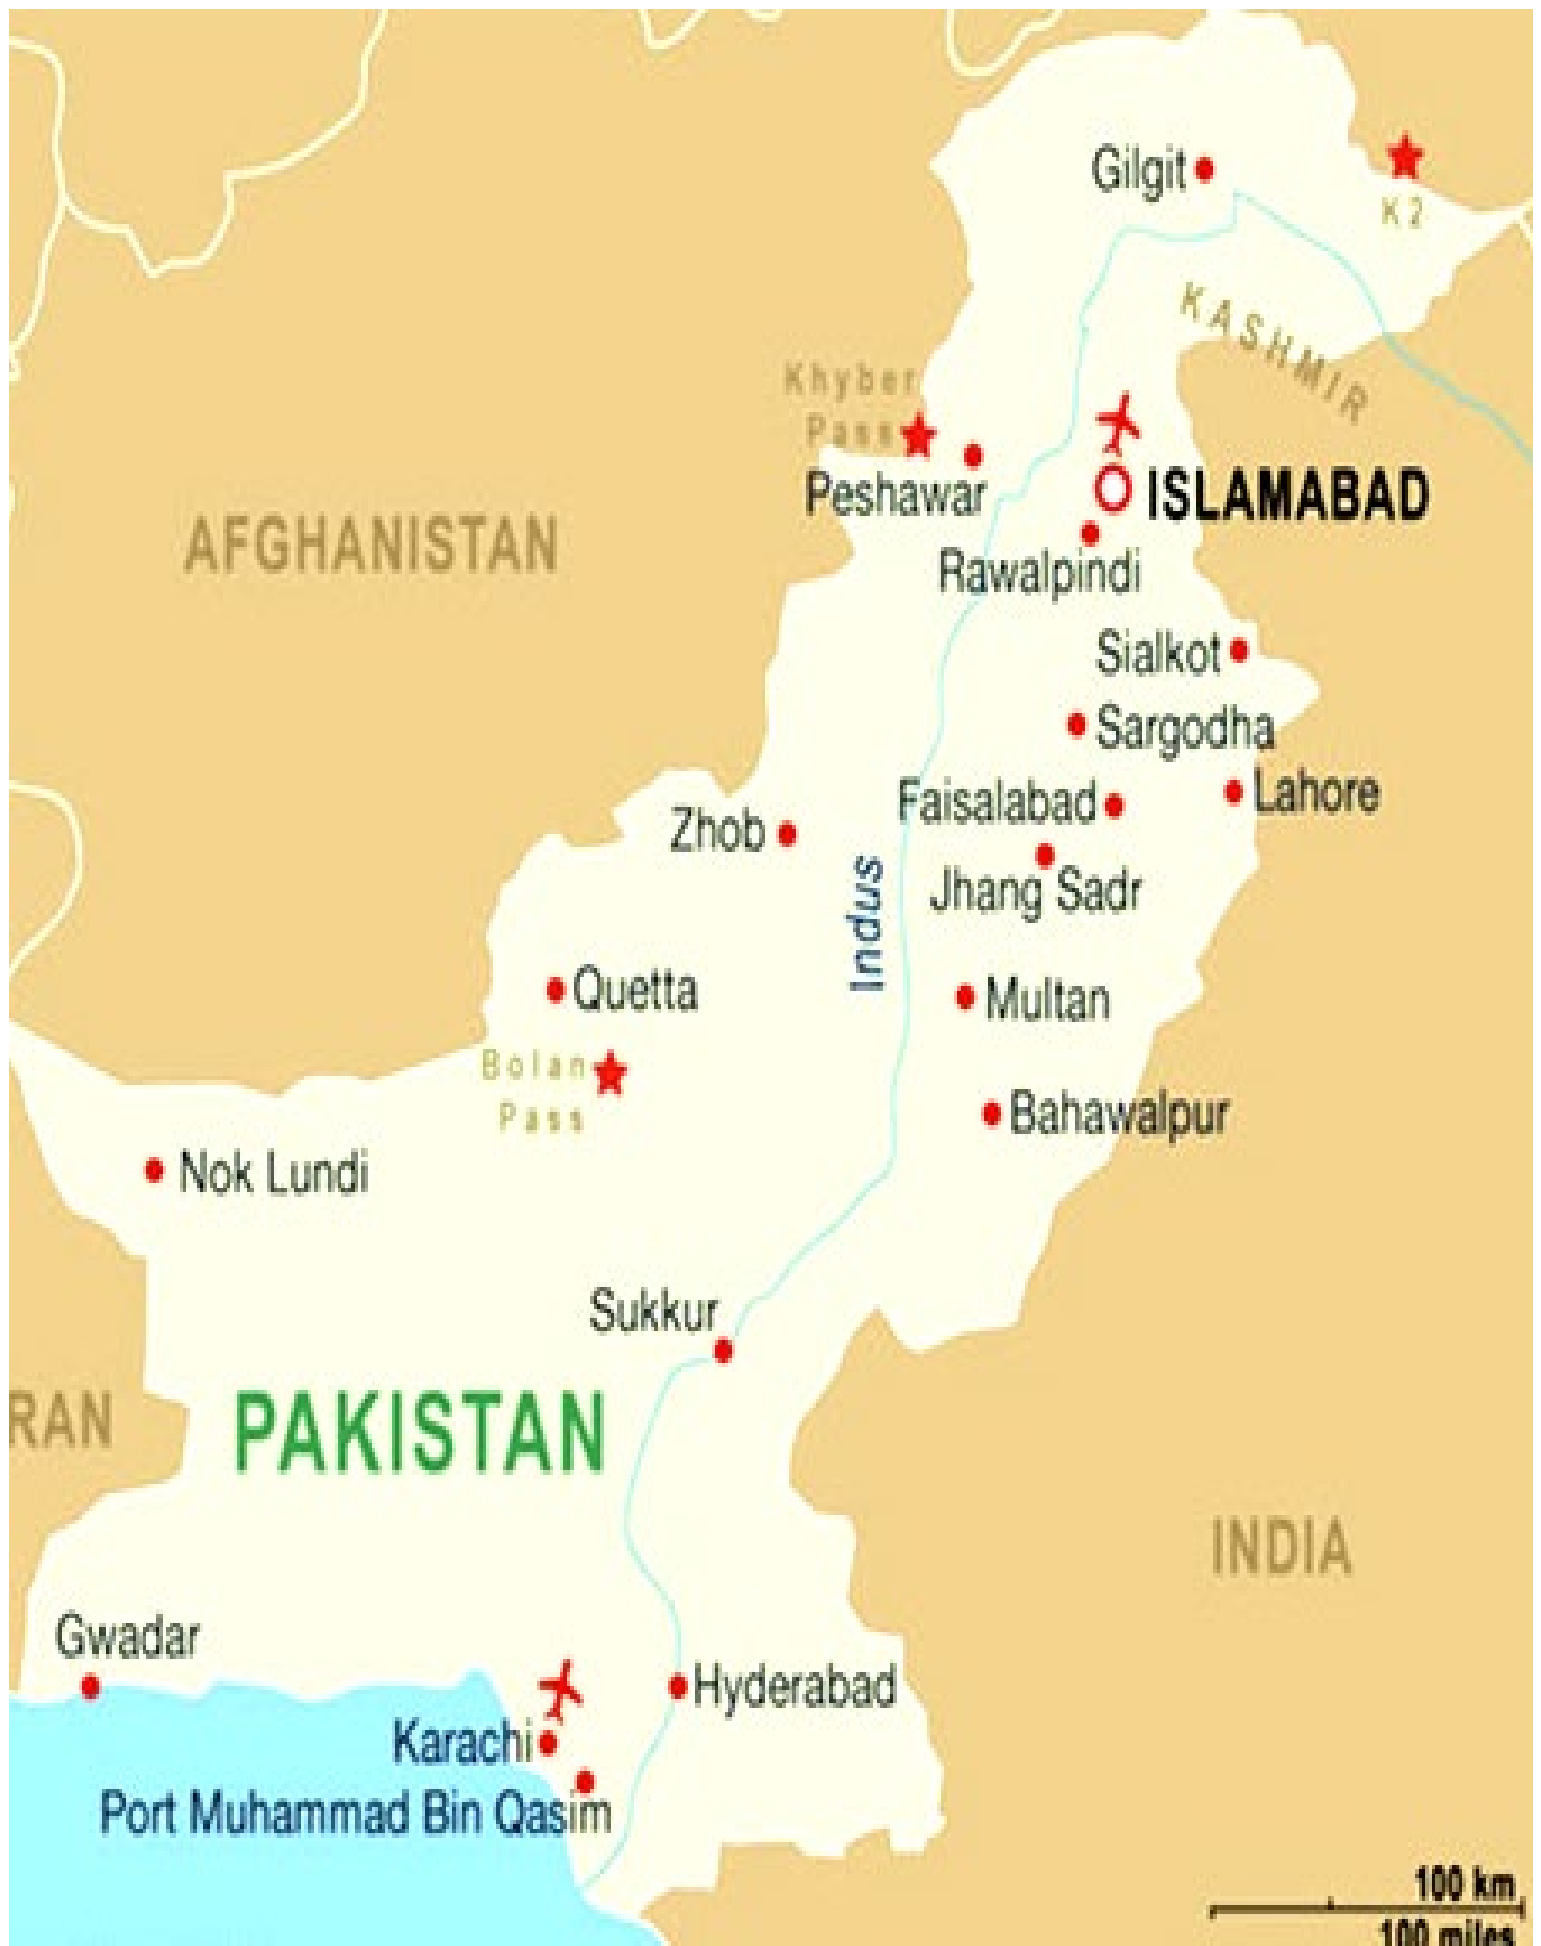 Gilgit
K 2
KASHMIR
Khyber
Pass
Peshawar
ISLAMABAD
AFGHANISTAN
Rawalpindi
Sialkot
Sargodha
Faisalabad
Lahore
Zhob
Jhang Sadr
Indus
Quetta
Multan
Bolan
Pass
Bahawalpur
Nok Lundi
Sukkur
RAN
PAKISTAN
INDIA
Gwadar
Hyderabad
Karachi
Port Muhammad Bin Qasim
100 km
100 miles